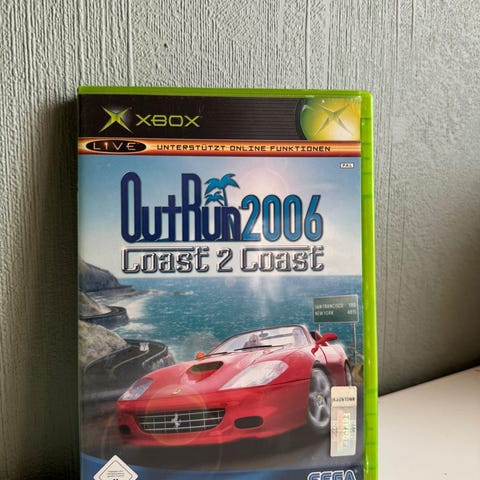 XBOX
LIVE UNTERSTÜTZT ONLINE-FUNKTIONEN
PAL
OutRun2006
Coast 2 Coast
SAN FRANCISCO
NEW YORK
SEGA